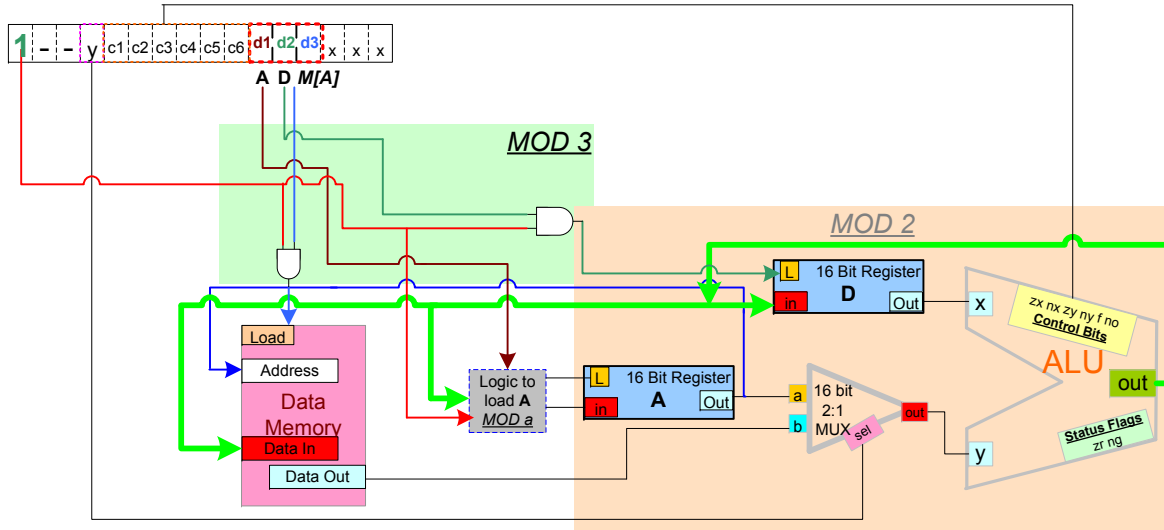 1 - - y c1 c2 c3 c4 c5 c6 d1 d2 d3 x x x
A D M[A]
MOD 3
MOD 2
L 16 Bit Register
D
in Out
x
zx nx zy ny f no
Control Bits
ALU
out
Status Flags
zr ng
y
Load
Address
Data
Memory
Data In
Data Out
Logic to
load A
MOD a
L 16 Bit Register
A
in Out
a 16 bit
2:1
b MUX
sel
out